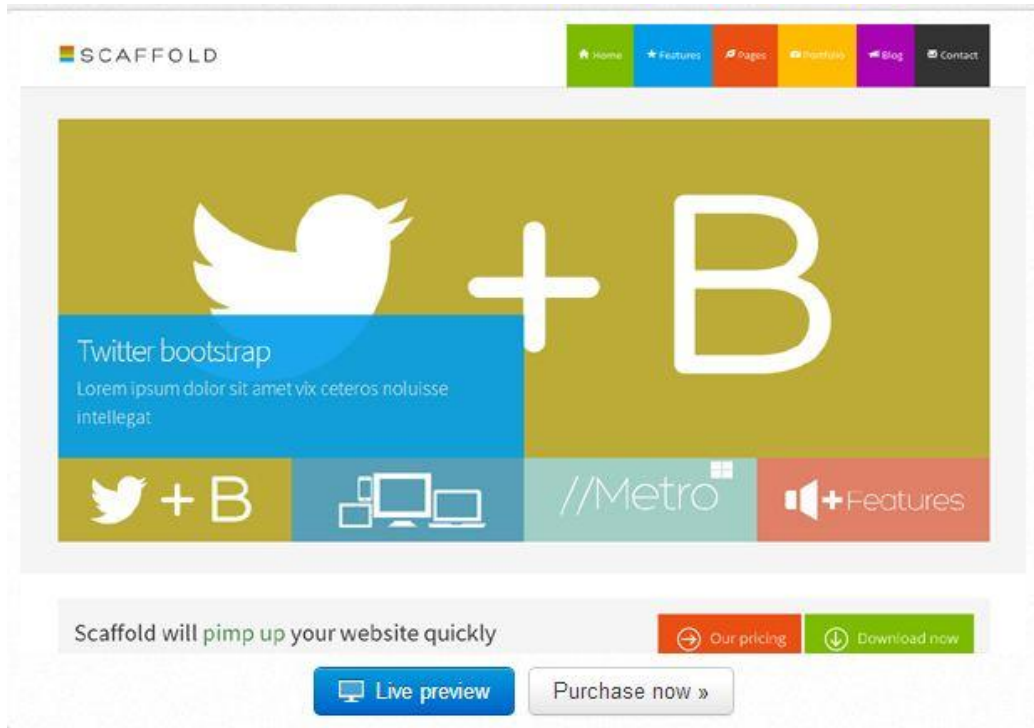 SCAFFOLD
Home Features Pages Portfolio Blog Contact
+ B
Twitter bootstrap
Lorem ipsum dolor sit amet vix ceteros noluisse
intellegat
+ B
//Metro
+Features
Scaffold will pimp up your website quickly
Our pricing
Download now
Live preview
Purchase now »